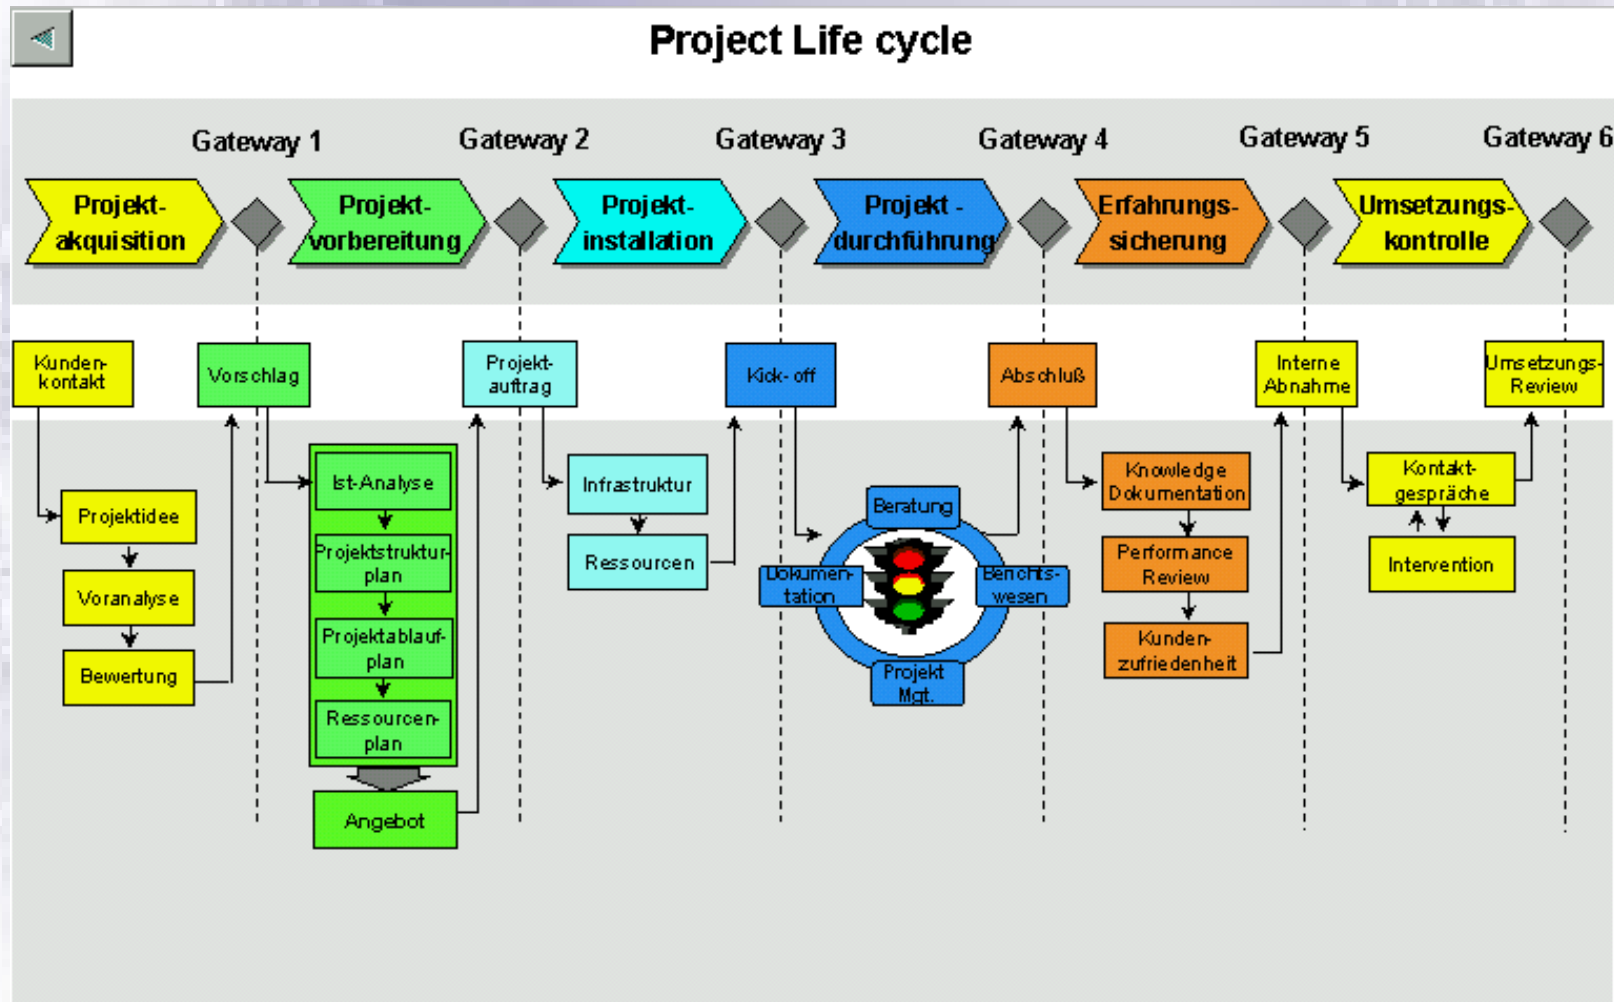 Project Life cycle
Gateway 1
Gateway 2
Gateway 3
Gateway 4
Gateway 5
Gateway 6
Projekt-
akquisition
Projekt-
vorbereitung
Projekt-
installation
Projekt -
durchführung
Erfahrungs-
sicherung
Umsetzungs-
kontrolle
Kunden-
kontakt
Vorschlag
Projekt-
auftrag
Kick- off
Abschluß
Interne
Abnahme
Umsetzungs-
Review
Projektidee
Voranalyse
Bewertung
Ist-Analyse
Projektstruktur-
plan
Projektablauf-
plan
Ressourcen-
plan
Angebot
Infrastruktur
Ressourcen
Beratung
Dokumen-
tation
Berichts-
wesen
Projekt
Mgt.
Knowledge
Dokumentation
Performance
Review
Kunden-
zufriedenheit
Kontakt-
gespräche
Intervention